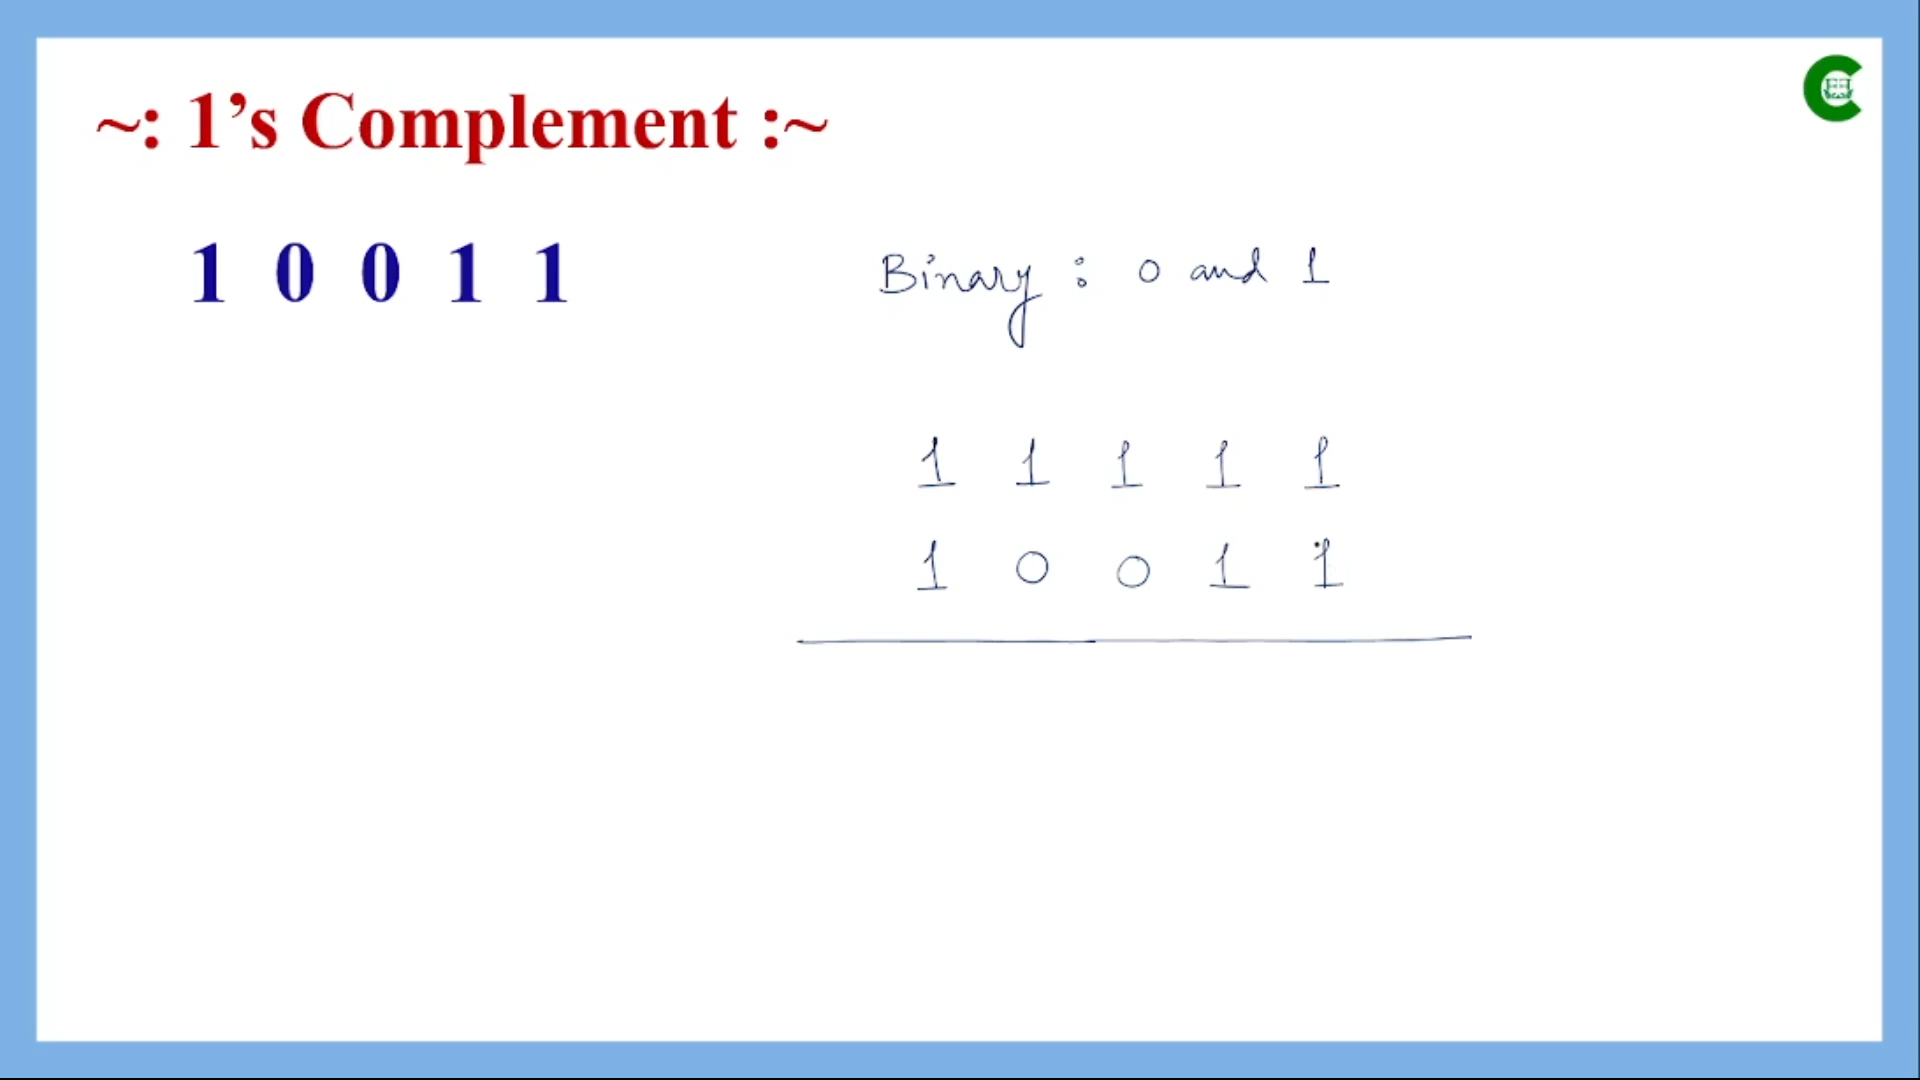 ~: 1’s Complement :~
1 0 0 1 1
Binary : 0 and 1
1 1 1 1 1
1 0 0 1 1